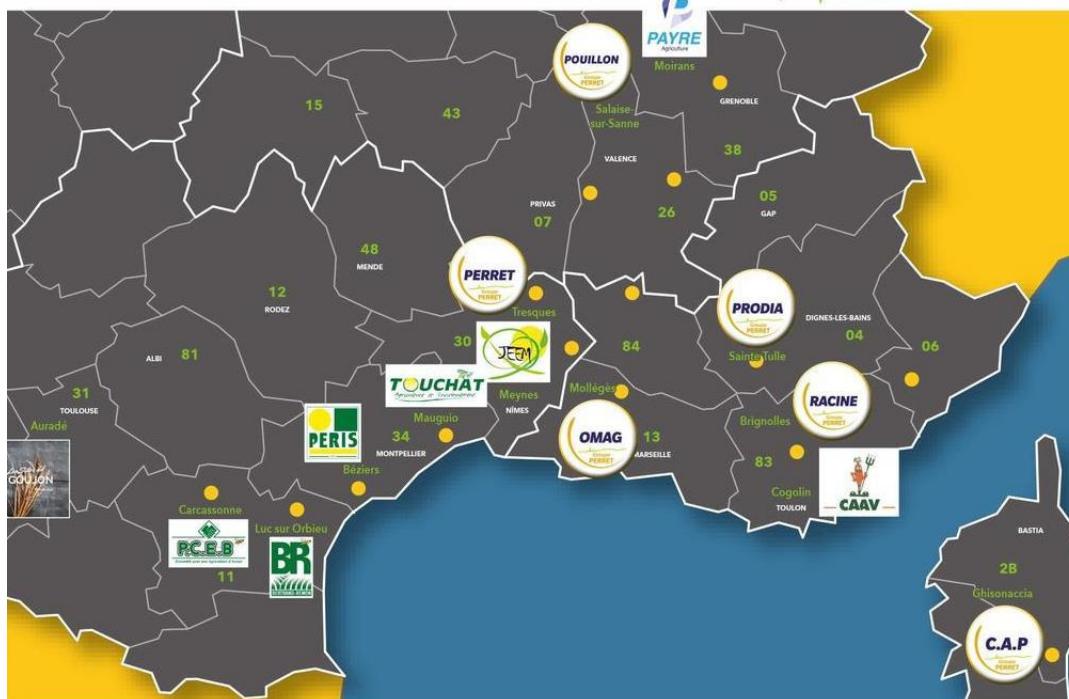 PAYRE
Agriculture
Moirans
POUILLON
Groupe
PERRET
Salaise-
sur-Sanne
GRENOBLE
15
43
38
VALENCE
PRIVAS
07
26
05
GAP
48
MENDE
PERRET
Groupe
PERRET
Tresques
12
RODEZ
PRODIA
Groupe
PERRET
Sainte Tulle
DIGNES-LES-BAINS
04
06
30
JEEM
Meynes
NÎMES
84
ALBI
81
31
TOULOUSE
Auradé
GOUJON
TOUCHAT
Mauguio
Mollégès
RACINE
Groupe
PERRET
Brignolles
PERIS
34
MONTPELLIER
Béziers
OMAG
Groupe
PERRET
13
MARSEILLE
83
Cogolin
TOULON
CAAV
Carcassonne
P.C.E.B
11
Luc sur Orbieu
BR
BERTRAND-REMON
BASTIA
2B
Ghisonaccia
C.A.P
Groupe
PERRET